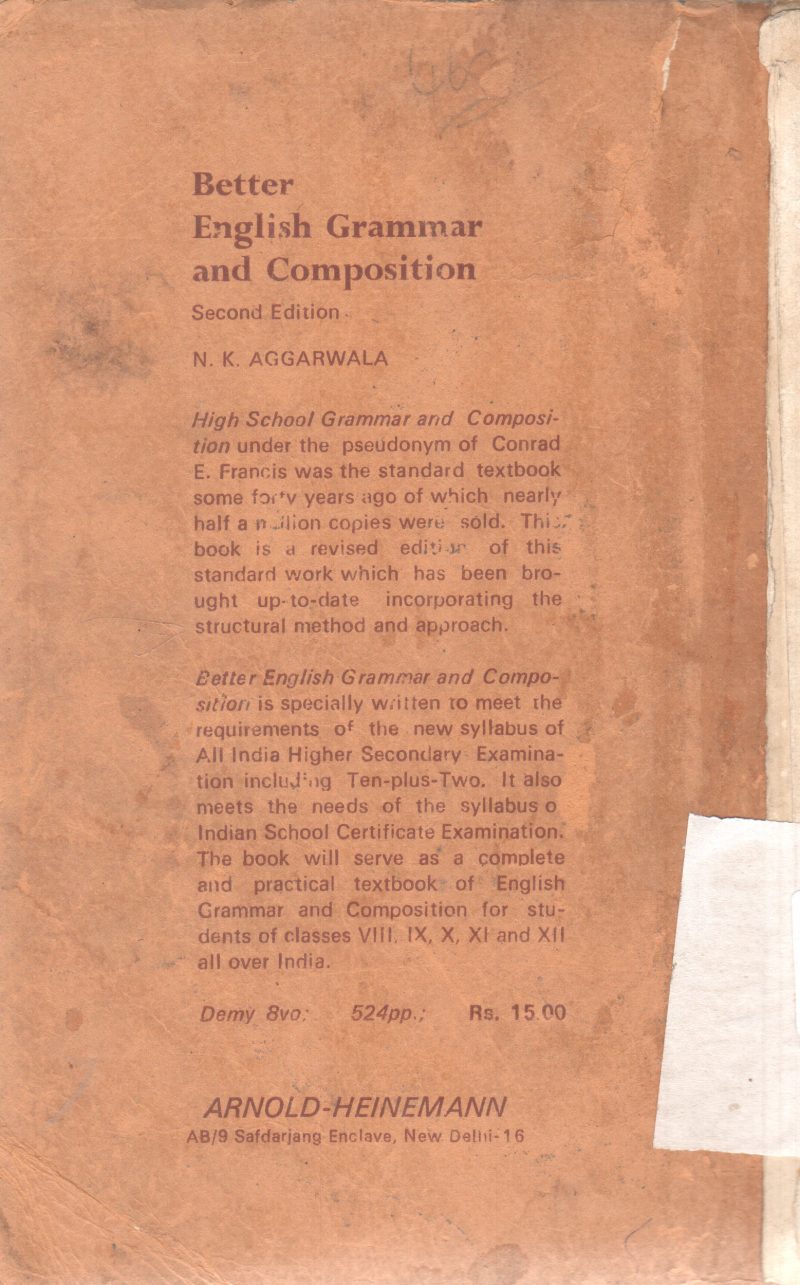 Better
English Grammar
and Composition
Second Edition
N. K. AGGARWALA
High School Grammar and Composi-
tion under the pseudonym of Conrad
E. Francis was the standard textbook
some forty years ago of which nearly
half a million copies were sold. This
book is a revised edition of this
standard work which has been bro-
ught up-to-date incorporating the
structural method and approach.
Better English Grammar and Compo-
sition is specially written to meet the
requirements of the new syllabus of
All India Higher Secondary Examina-
tion including Ten-plus-Two. It also
meets the needs of the syllabus o
Indian School Certificate Examination.
The book will serve as a complete
and practical textbook of English
Grammar and Composition for stu-
dents of classes VIII, IX, X, XI and XII
all over India.
Demy 8vo; 524pp.; Rs. 15.00
ARNOLD-HEINEMANN
AB/9 Safdarjang Enclave, New Delhi-16